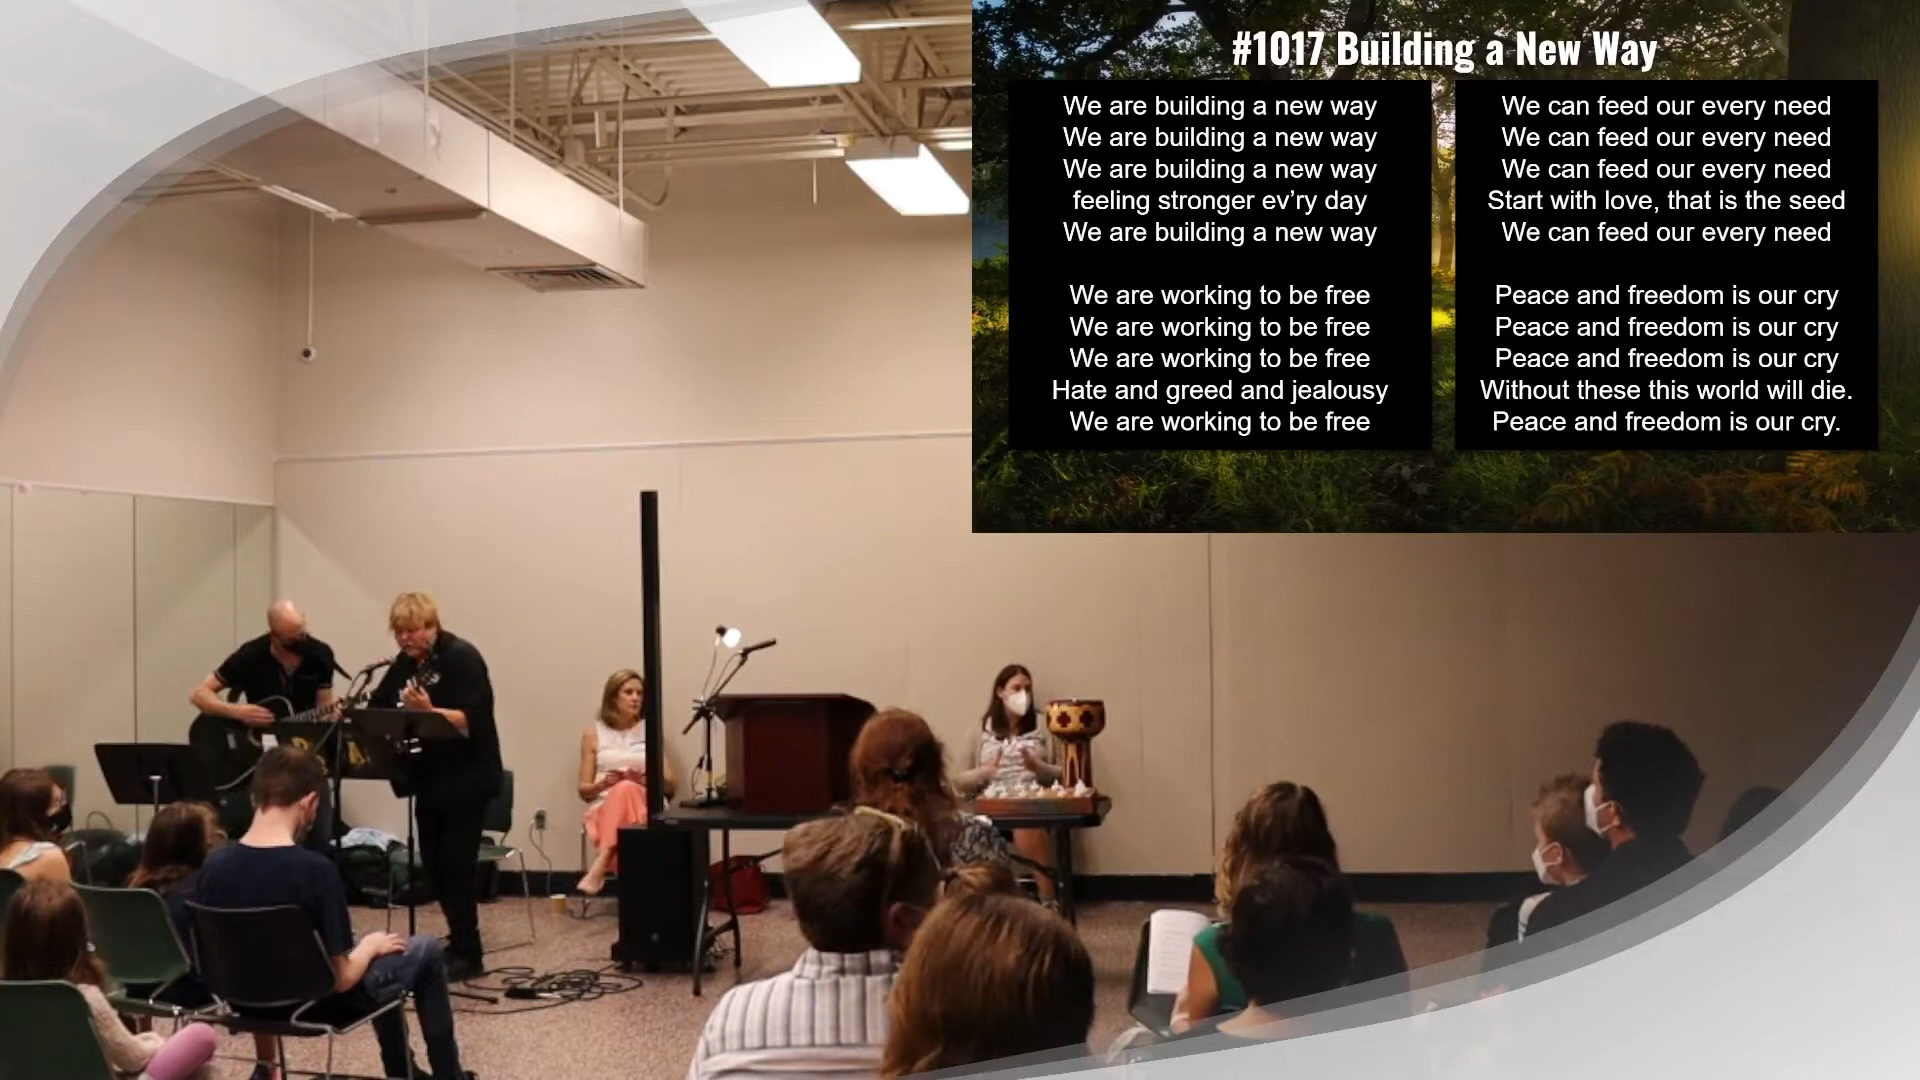 #1017 Building a New Way
We are building a new way
We are building a new way
We are building a new way
feeling stronger ev’ry day
We are building a new way
We are working to be free
We are working to be free
We are working to be free
Hate and greed and jealousy
We are working to be free
We can feed our every need
We can feed our every need
We can feed our every need
Start with love, that is the seed
We can feed our every need
Peace and freedom is our cry
Peace and freedom is our cry
Peace and freedom is our cry
Without these this world will die.
Peace and freedom is our cry.